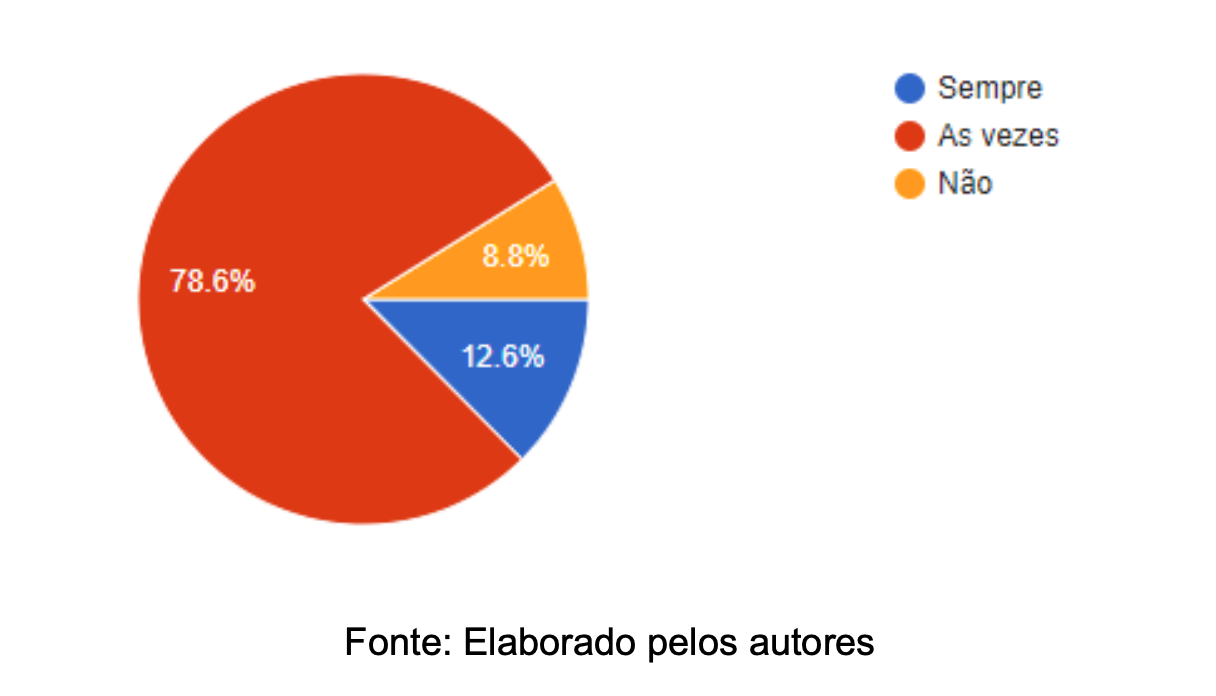 Sempre
As vezes
Não
78.6%
8.8%
12.6%
Fonte: Elaborado pelos autores